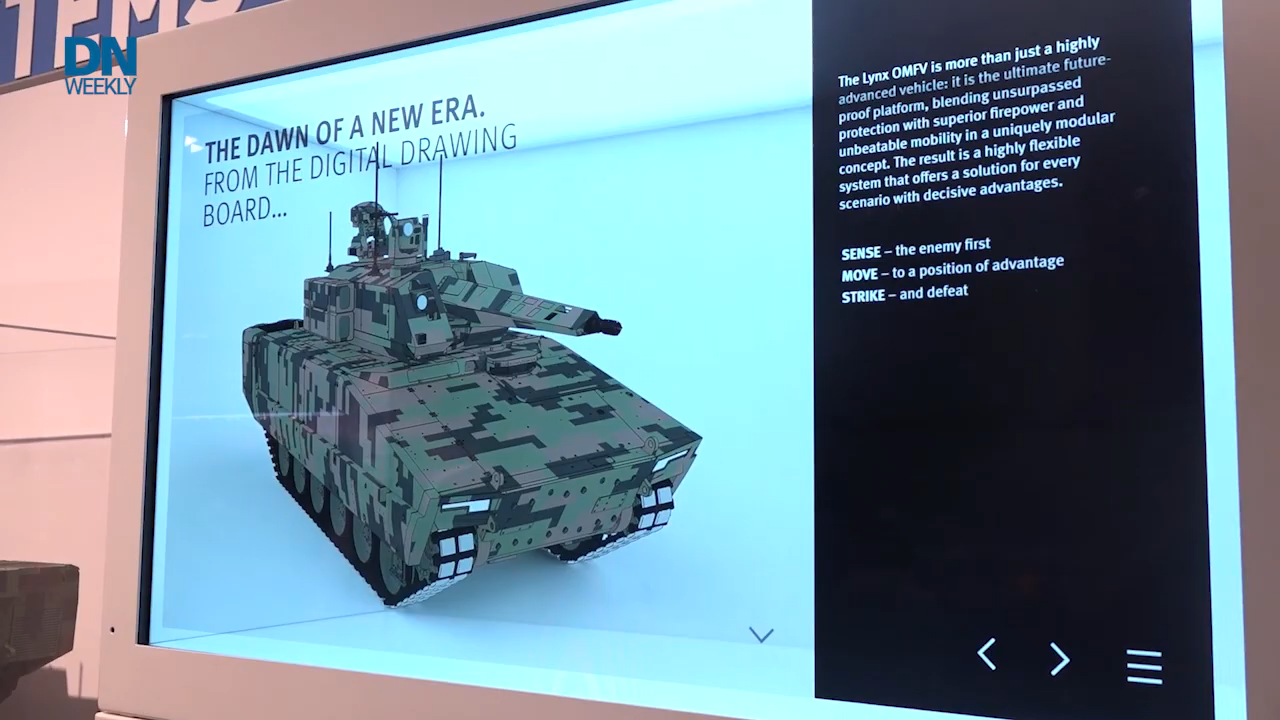 TEMS
DN
WEEKLY
THE DAWN OF A NEW ERA.
FROM THE DIGITAL DRAWING
BOARD...
The Lynx OMFV is more than just a highly
advanced vehicle: it is the ultimate future-
proof platform, blending unsurpassed
protection with superior firepower and
unbeatable mobility in a uniquely modular
concept. The result is a highly flexible
system that offers a solution for every
scenario with decisive advantages.
SENSE – the enemy first
MOVE – to a position of advantage
STRIKE – and defeat